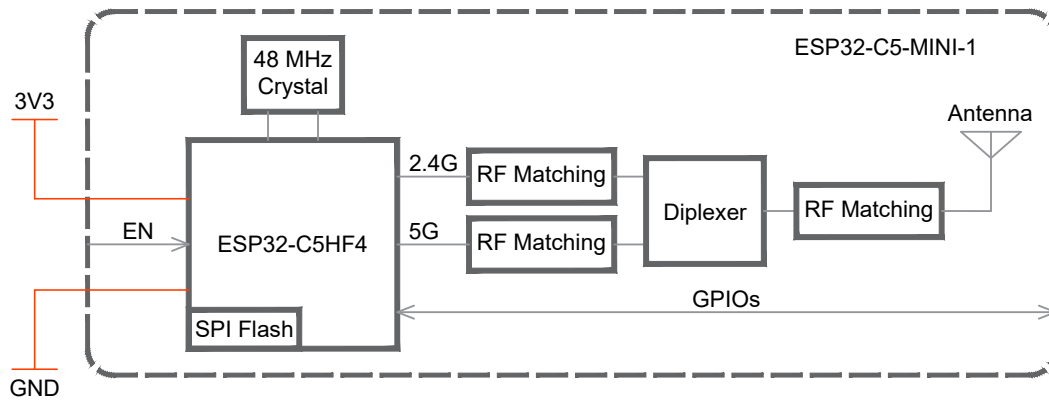 ESP32-C5-MINI-1
48 MHz
Crystal
3V3
Antenna
2.4G
RF Matching
Diplexer
RF Matching
EN
ESP32-C5HF4
5G
RF Matching
GPIOs
SPI Flash
GND